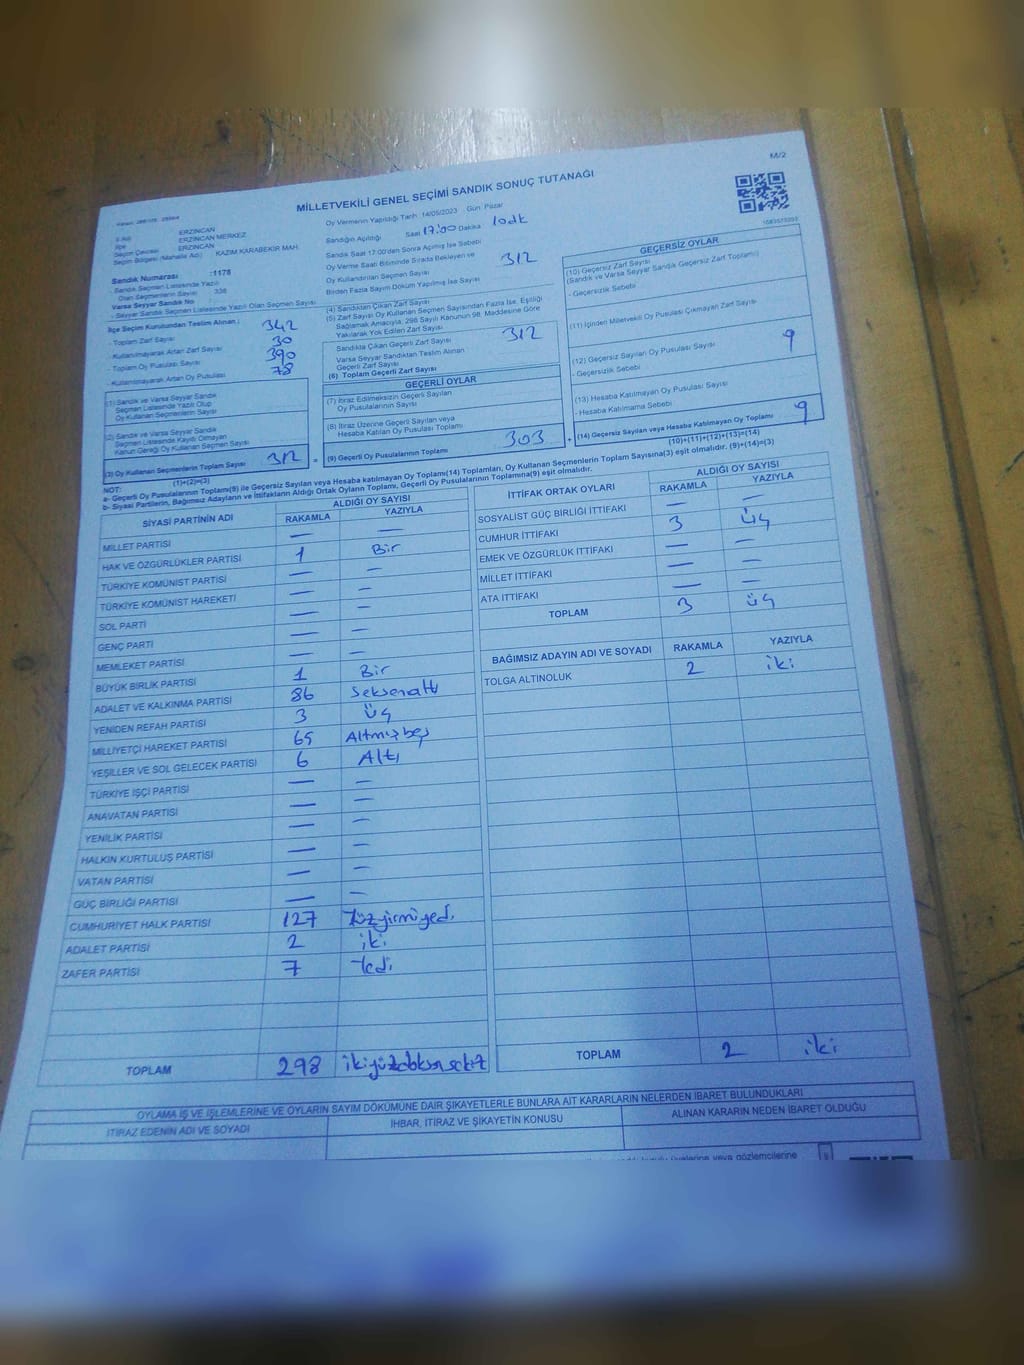 M/2
MİLLETVEKİLİ GENEL SEÇİMİ SANDIK SONUÇ TUTANAĞI
İli : ERZİNCAN
İlçe : ERZİNCAN MERKEZ
Seçim Çevresi : ERZİNCAN
Seçim Bölgesi (Mahalle Adı) : KAZIM KARABEKİR MAH.
Sandık Numarası :1178
Sandık Seçmen Listesinde Yazılı
Olan Seçmenlerin Sayısı : 338
Varsa Seyyar Sandık No
- Seyyar Sandık Seçmen Listesinde Yazılı Olan Seçmen Sayısı
İlçe Seçim Kurulundan Teslim Alınan :
- Toplam Zarf Sayısı 342
- Kullanılmayarak Artan Zarf Sayısı 30
- Toplam Oy Pusulası Sayısı 390
- Kullanılmayarak Artan Oy Pusulası 78
(1) Sandık ve Varsa Seyyar Sandık
Seçmen Listesinde Yazılı Olup
Oy Kullanan Seçmenlerin Sayısı
(2) Sandık ve Varsa Seyyar Sandık
Seçmen Listesinde Kayıtlı Olmayan
Kanun Gereği Oy Kullanan Seçmen Sayısı
(3) Oy Kullanan Seçmenlerin Toplam Sayısı 312
(1)+(2)=(3)
Oy Vermenin Yapıldığı Tarih : 14/05/2023 Gün: Pazar
Sandığın Açıldığı Saat 17:00 Dakika 10dk
Sandık Saat 17:00'den Sonra Açılmış İse Sebebi
Oy Verme Saati Bitiminde Sırada Bekleyen ve
Oy Kullandırılan Seçmen Sayısı 312
Birden Fazla Sayım Döküm Yapılmış İse Sayısı
(4) Sandıktan Çıkan Zarf Sayısı
(5) Zarf Sayısı Oy Kullanan Seçmen Sayısından Fazla İse, Eşitliği
Sağlamak Amacıyla, 298 Sayılı Kanunun 98. Maddesine Göre
Yakılarak Yok Edilen Zarf Sayısı
Sandıkta Çıkan Geçerli Zarf Sayısı 312
Varsa Seyyar Sandıktan Teslim Alınan
Geçerli Zarf Sayısı
(6) Toplam Geçerli Zarf Sayısı
GEÇERLİ OYLAR
(7) İtiraz Edilmeksizin Geçerli Sayılan
Oy Pusulalarının Sayısı
(8) İtiraz Üzerine Geçerli Sayılan veya
Hesaba Katılan Oy Pusulası Toplamı
= (9) Geçerli Oy Pusulalarının Toplamı 303
GEÇERSİZ OYLAR
(10) Geçersiz Zarf Sayısı
(Sandık ve Varsa Seyyar Sandık Geçersiz Zarf Toplamı)
- Geçersizlik Sebebi
(11) İçinden Milletvekili Oy Pusulası Çıkmayan Zarf Sayısı
(12) Geçersiz Sayılan Oy Pusulası Sayısı 9
- Geçersizlik Sebebi
(13) Hesaba Katılmayan Oy Pusulası Sayısı
- Hesaba Katılmama Sebebi
+ (14) Geçersiz Sayılan veya Hesaba Katılmayan Oy Toplamı 9
(10)+(11)+(12)+(13)=(14)
NOT:
a- Geçerli Oy Pusulalarının Toplamı(9) ile Geçersiz Sayılan veya Hesaba katılmayan Oy Toplamı(14) Toplamları, Oy Kullanan Seçmenlerin Toplam Sayısına(3) eşit olmalıdır. (9)+(14)=(3)
b- Siyasi Partilerin, Bağımsız Adayların ve İttifakların Aldığı Ortak Oyların Toplamı, Geçerli Oy Pusulalarının Toplamına(9) eşit olmalıdır.
SİYASİ PARTİNİN ADI ALDIĞI OY SAYISI
RAKAMLA YAZIYLA
MİLLET PARTİSİ — —
HAK VE ÖZGÜRLÜKLER PARTİSİ 1 Bir
TÜRKİYE KOMÜNİST PARTİSİ — —
TÜRKİYE KOMÜNİST HAREKETİ — —
SOL PARTİ — —
GENÇ PARTİ — —
MEMLEKET PARTİSİ — —
BÜYÜK BİRLİK PARTİSİ 1 Bir
ADALET VE KALKINMA PARTİSİ 86 Seksenaltı
YENİDEN REFAH PARTİSİ 3 Üç
MİLLİYETÇİ HAREKET PARTİSİ 65 Altmışbeş
YEŞİLLER VE SOL GELECEK PARTİSİ 6 Altı
TÜRKİYE İŞÇİ PARTİSİ — —
ANAVATAN PARTİSİ — —
YENİLİK PARTİSİ — —
HALKIN KURTULUŞ PARTİSİ — —
VATAN PARTİSİ — —
GÜÇ BİRLİĞİ PARTİSİ — —
CUMHURİYET HALK PARTİSİ 127 Yüzyirmiyedi
ADALET PARTİSİ 2 iki
ZAFER PARTİSİ 7 Yedi
TOPLAM 298 ikiyüzdoksansekiz
İTTİFAK ORTAK OYLARI ALDIĞI OY SAYISI
RAKAMLA YAZIYLA
SOSYALİST GÜÇ BİRLİĞİ İTTİFAKI — —
CUMHUR İTTİFAKI 3 Üç
EMEK VE ÖZGÜRLÜK İTTİFAKI — —
MİLLET İTTİFAKI — —
ATA İTTİFAKI — —
TOPLAM 3 Üç
BAĞIMSIZ ADAYIN ADI VE SOYADI RAKAMLA YAZIYLA
TOLGA ALTINOLUK 2 iki
TOPLAM 2 iki
OYLAMA İŞ VE İŞLEMLERİNE VE OYLARIN SAYIM DÖKÜMÜNE DAİR ŞİKAYETLERLE BUNLARA AİT KARARLARIN NELERDEN İBARET BULUNDUKLARI
İTİRAZ EDENİN ADI VE SOYADI İHBAR, İTİRAZ VE ŞİKAYETİN KONUSU ALINAN KARARIN NEDEN İBARET OLDUĞU
üyelerine veya gözlemcilerine